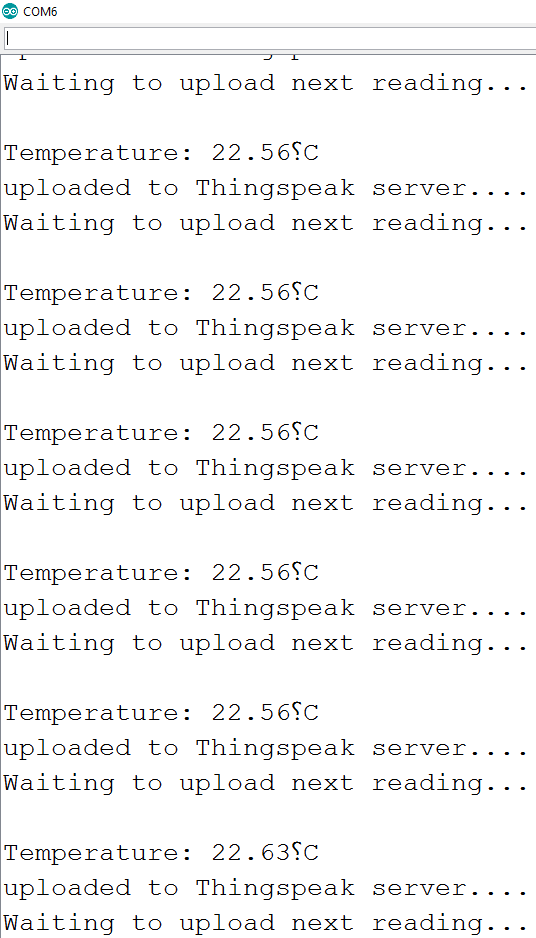 COM6
Waiting to upload next reading...
Temperature: 22.56⸮C
uploaded to Thingspeak server....
Waiting to upload next reading...
Temperature: 22.56⸮C
uploaded to Thingspeak server....
Waiting to upload next reading...
Temperature: 22.56⸮C
uploaded to Thingspeak server....
Waiting to upload next reading...
Temperature: 22.56⸮C
uploaded to Thingspeak server....
Waiting to upload next reading...
Temperature: 22.56⸮C
uploaded to Thingspeak server....
Waiting to upload next reading...
Temperature: 22.63⸮C
uploaded to Thingspeak server....
Waiting to upload next reading...